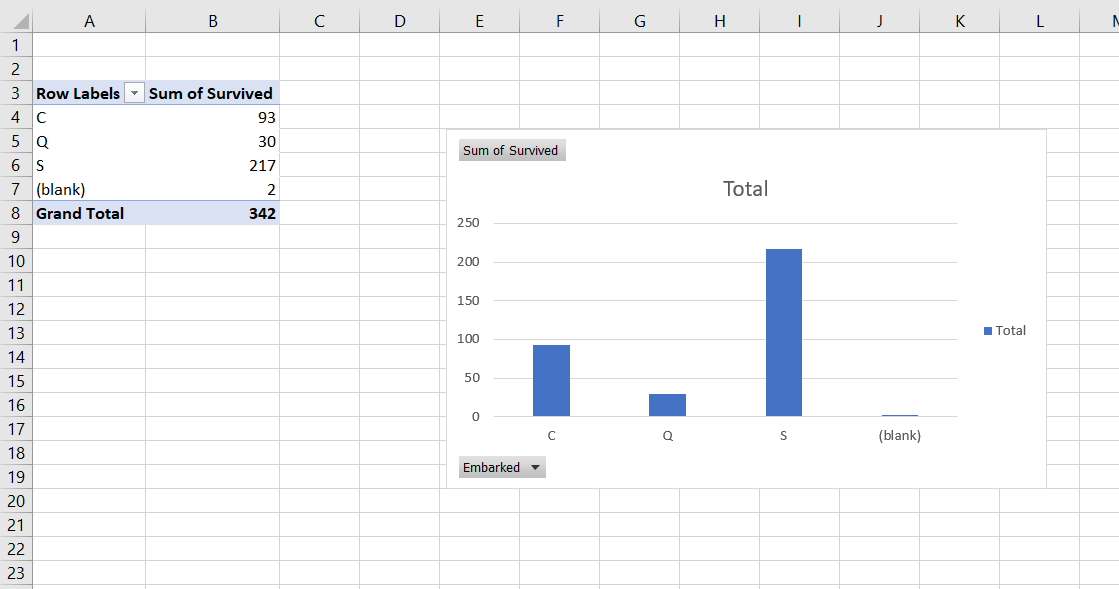 A B C D E F G H I J K L
1
2
3 Row Labels Sum of Survived
4 C 93
5 Q 30
6 S 217
7 (blank) 2
8 Grand Total 342
9
10
11
12
13
14
15
16
17
18
19
20
21
22
23
Sum of Survived
Total
250
200
150
100
50
0
C Q S (blank)
Total
Embarked